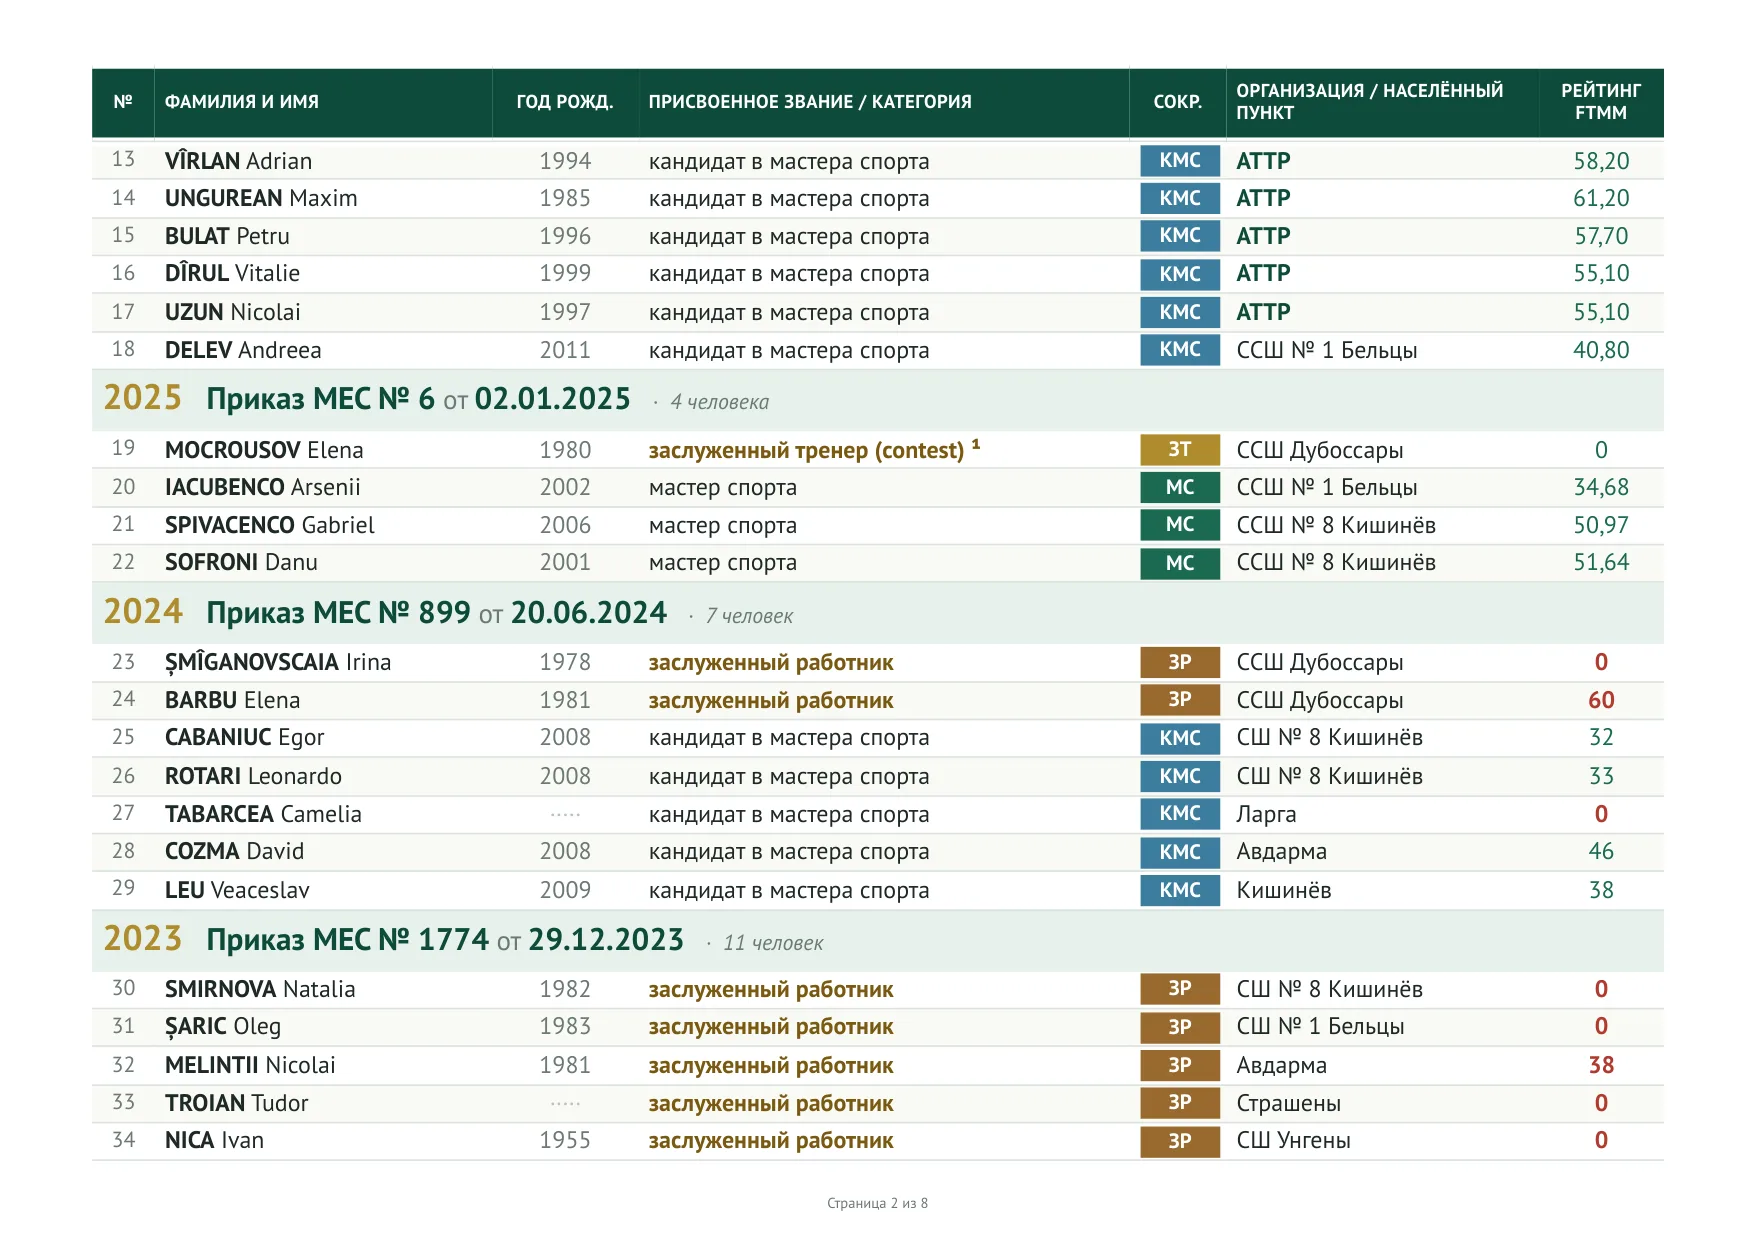 № ФАМИЛИЯ И ИМЯ ГОД РОЖД. ПРИСВОЕННОЕ ЗВАНИЕ / КАТЕГОРИЯ СОКР. ОРГАНИЗАЦИЯ / НАСЕЛЁННЫЙ ПУНКТ РЕЙТИНГ FTMM
13 VÎRLAN Adrian 1994 кандидат в мастера спорта КМС ATTP 58,20
14 UNGUREAN Maxim 1985 кандидат в мастера спорта КМС ATTP 61,20
15 BULAT Petru 1996 кандидат в мастера спорта КМС ATTP 57,70
16 DÎRUL Vitalie 1999 кандидат в мастера спорта КМС ATTP 55,10
17 UZUN Nicolai 1997 кандидат в мастера спорта КМС ATTP 55,10
18 DELEV Andreea 2011 кандидат в мастера спорта КМС ССШ № 1 Бельцы 40,80
2025 Приказ МЕС № 6 от 02.01.2025 · 4 человека
19 MOCROUSOV Elena 1980 заслуженный тренер (contest) ¹ ЗТ ССШ Дубоссары 0
20 IACUBENCO Arsenii 2002 мастер спорта МС ССШ № 1 Бельцы 34,68
21 SPIVACENCO Gabriel 2006 мастер спорта МС ССШ № 8 Кишинёв 50,97
22 SOFRONI Danu 2001 мастер спорта МС ССШ № 8 Кишинёв 51,64
2024 Приказ МЕС № 899 от 20.06.2024 · 7 человек
23 ȘMÎGANOVSCAIA Irina 1978 заслуженный работник ЗР ССШ Дубоссары 0
24 BARBU Elena 1981 заслуженный работник ЗР ССШ Дубоссары 60
25 CABANIUC Egor 2008 кандидат в мастера спорта КМС СШ № 8 Кишинёв 32
26 ROTARI Leonardo 2008 кандидат в мастера спорта КМС СШ № 8 Кишинёв 33
27 TABARCEA Camelia ····· кандидат в мастера спорта КМС Ларга 0
28 COZMA David 2008 кандидат в мастера спорта КМС Авдарма 46
29 LEU Veaceslav 2009 кандидат в мастера спорта КМС Кишинёв 38
2023 Приказ МЕС № 1774 от 29.12.2023 · 11 человек
30 SMIRNOVA Natalia 1982 заслуженный работник ЗР СШ № 8 Кишинёв 0
31 ȘARIC Oleg 1983 заслуженный работник ЗР СШ № 1 Бельцы 0
32 MELINTII Nicolai 1981 заслуженный работник ЗР Авдарма 38
33 TROIAN Tudor ····· заслуженный работник ЗР Страшены 0
34 NICA Ivan 1955 заслуженный работник ЗР СШ Унгены 0
Страница 2 из 8